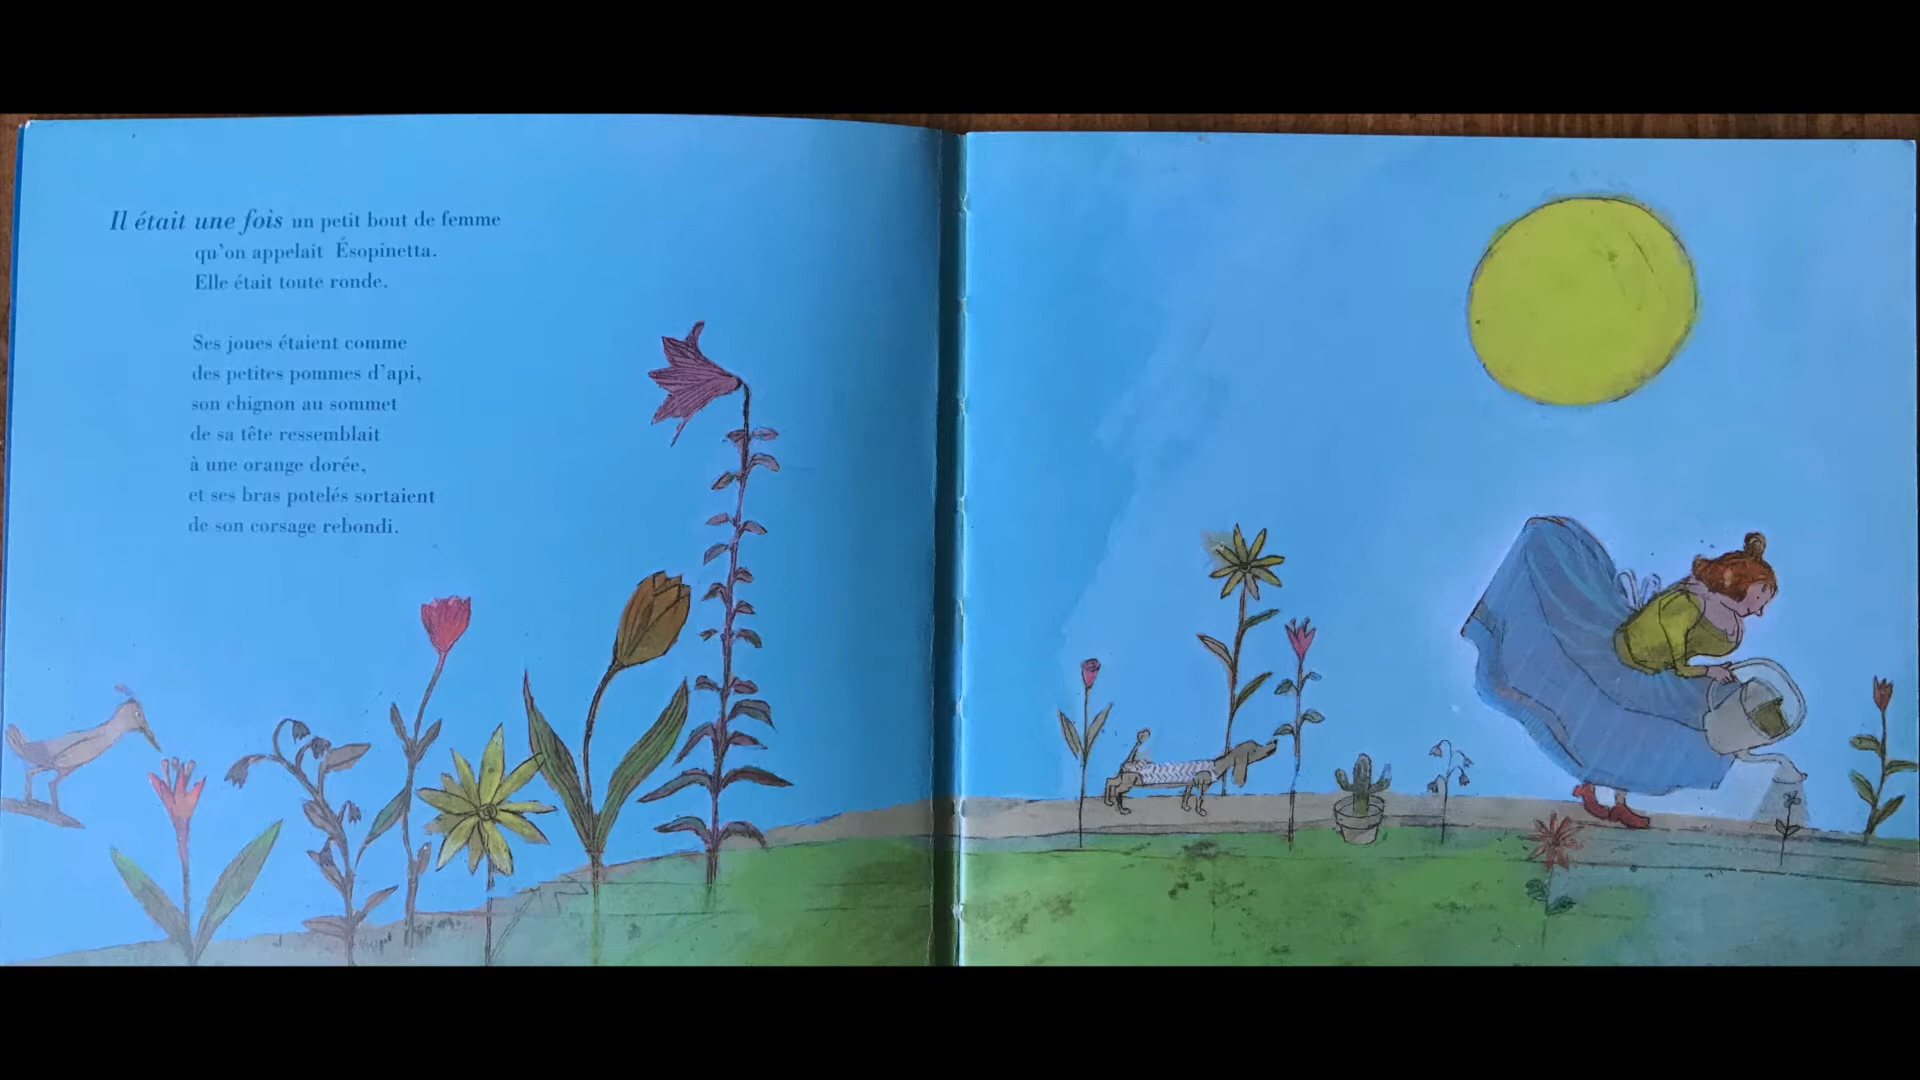 Il était une fois un petit bout de femme
qu'on appelait Ésopinetta.
Elle était toute ronde.
Ses joues étaient comme
des petites pommes d'api,
son chignon au sommet
de sa tête ressemblait
à une orange dorée,
et ses bras potelés sortaient
de son corsage rebondi.